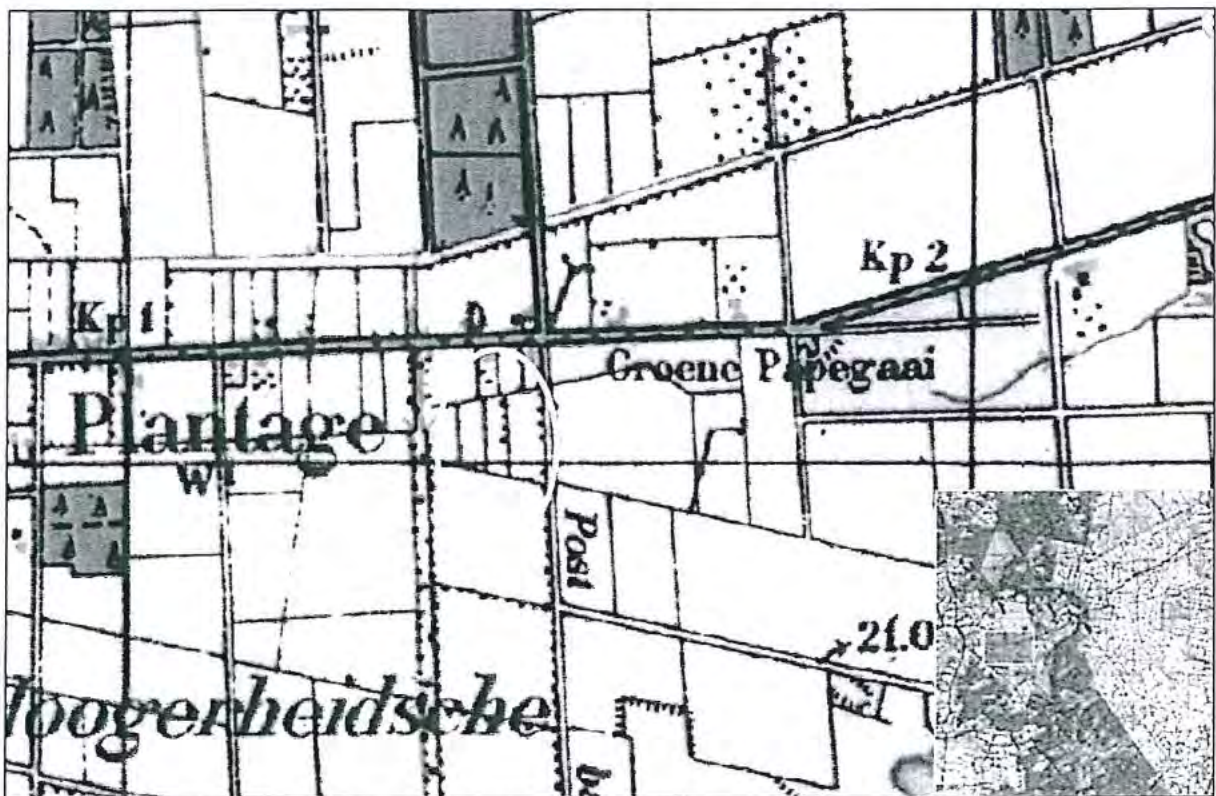 Kp 2
Kp 1
Groene Papegaai
Plantage
W
Post
21.0
Hoogerheidsche